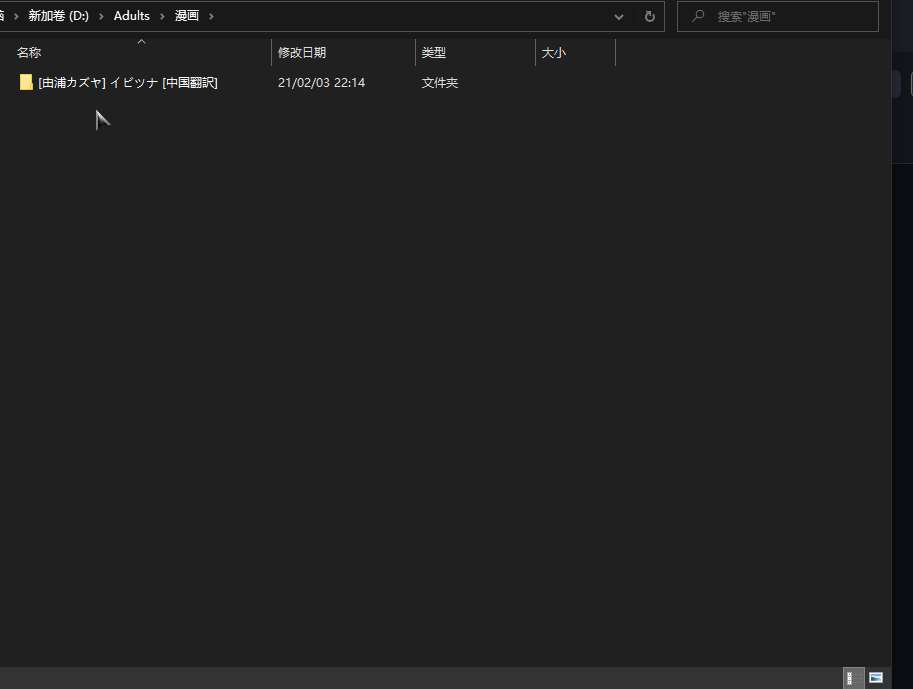 新加卷 (D:) › Adults › 漫画 ›
搜索"漫画"
名称 修改日期 类型 大小
[由浦カズヤ] イビツナ [中国翻訳] 21/02/03 22:14 文件夹